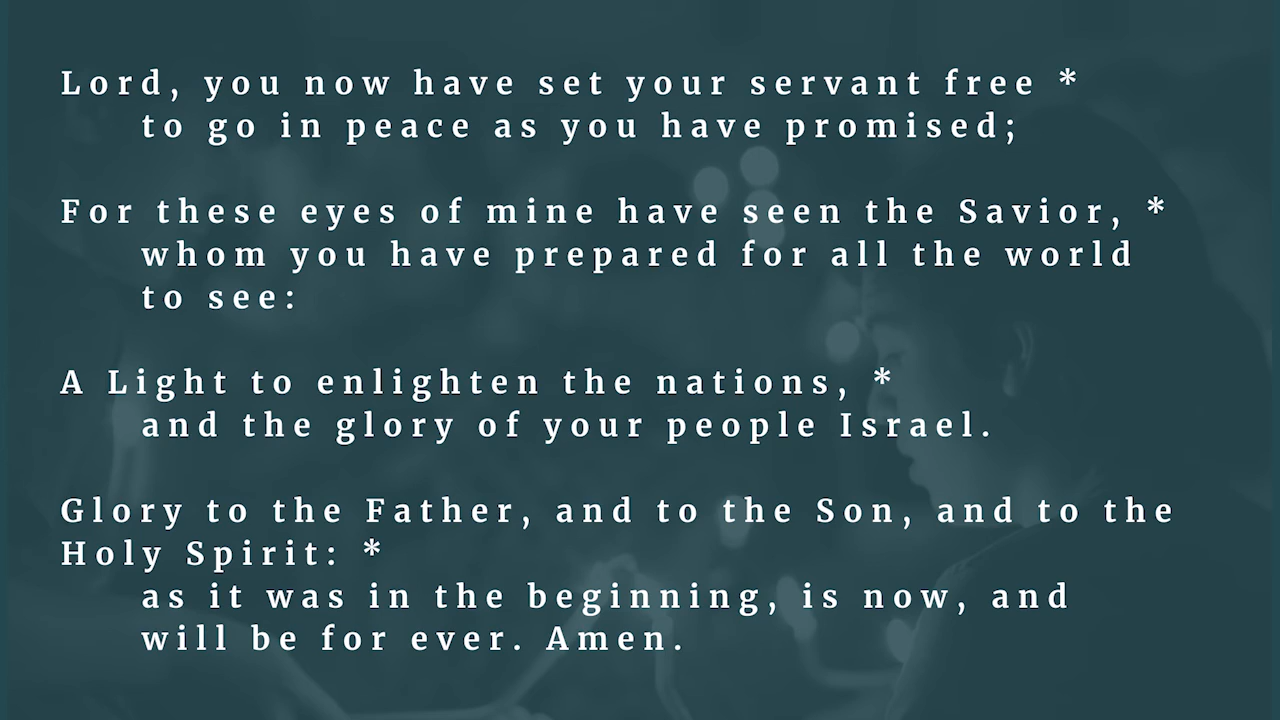 Lord, you now have set your servant free *
to go in peace as you have promised;
For these eyes of mine have seen the Savior, *
whom you have prepared for all the world
to see:
A Light to enlighten the nations, *
and the glory of your people Israel.
Glory to the Father, and to the Son, and to the
Holy Spirit: *
as it was in the beginning, is now, and
will be for ever. Amen.